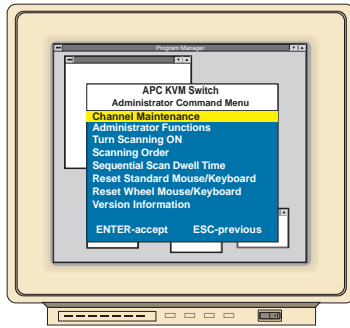 Program Manager
APC KVM Switch
Administrator Command Menu
Channel Maintenance
Administrator Functions
Turn Scanning ON
Scanning Order
Sequential Scan Dwell Time
Reset Standard Mouse/Keyboard
Reset Wheel Mouse/Keyboard
Version Information
ENTER-accept ESC-previous